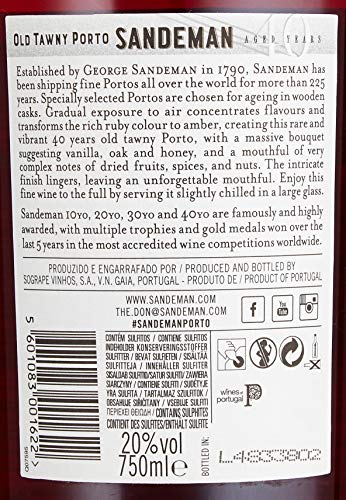 OLD TAWNY PORTO SANDEMAN AGED 40 YEARS
Established by GEORGE SANDEMAN in 1790, SANDEMAN has
been shipping fine Portos all over the world for more than 225
years. Specially selected Portos are chosen for ageing in wooden
casks. Gradual exposure to air concentrates flavours and
transforms the rich ruby colour to amber, creating this rare and
vibrant 40 years old tawny Porto, with a massive bouquet
suggesting vanilla, oak and honey, and a mouthful of very
complex notes of dried fruits, spices, and nuts. The intricate
finish lingers, leaving an unforgettable mouthful. Enjoy this
fine wine to the full by serving it slightly chilled in a large glass.
Sandeman 10yo, 20yo, 30yo and 40yo are famously and highly
awarded, with multiple trophies and gold medals won over the
last 5 years in the most accredited wine competitions worldwide.
PRODUZIDO E ENGARRAFADO POR / PRODUCED AND BOTTLED BY
SOGRAPE VINHOS, S.A., V.N. GAIA, PORTUGAL - PRODUTO DE / PRODUCT OF PORTUGAL
WWW.SANDEMAN.COM
THE.DON@SANDEMAN.COM
#SANDEMANPORTO
f
You Tube
CONTÉM SULFITOS / CONTIENE SULFITOS
INDEHOLDER KONSERVERINGSSTOFFET
SULFITTER / BEVAT SULFIETEN / SISÄLTÄÄ
SULFIITTEJA / CONTIENT DES SULFITES
ENTHÄLT SULFITE
ΠΕΡΙΕΧΕΙ ΘΕΙΩΔΗ / CONTAINS SULPHITES
20% vol
750ml e
wines of
portugal
BOTTLED IN:
L4833802
5 601083 001622